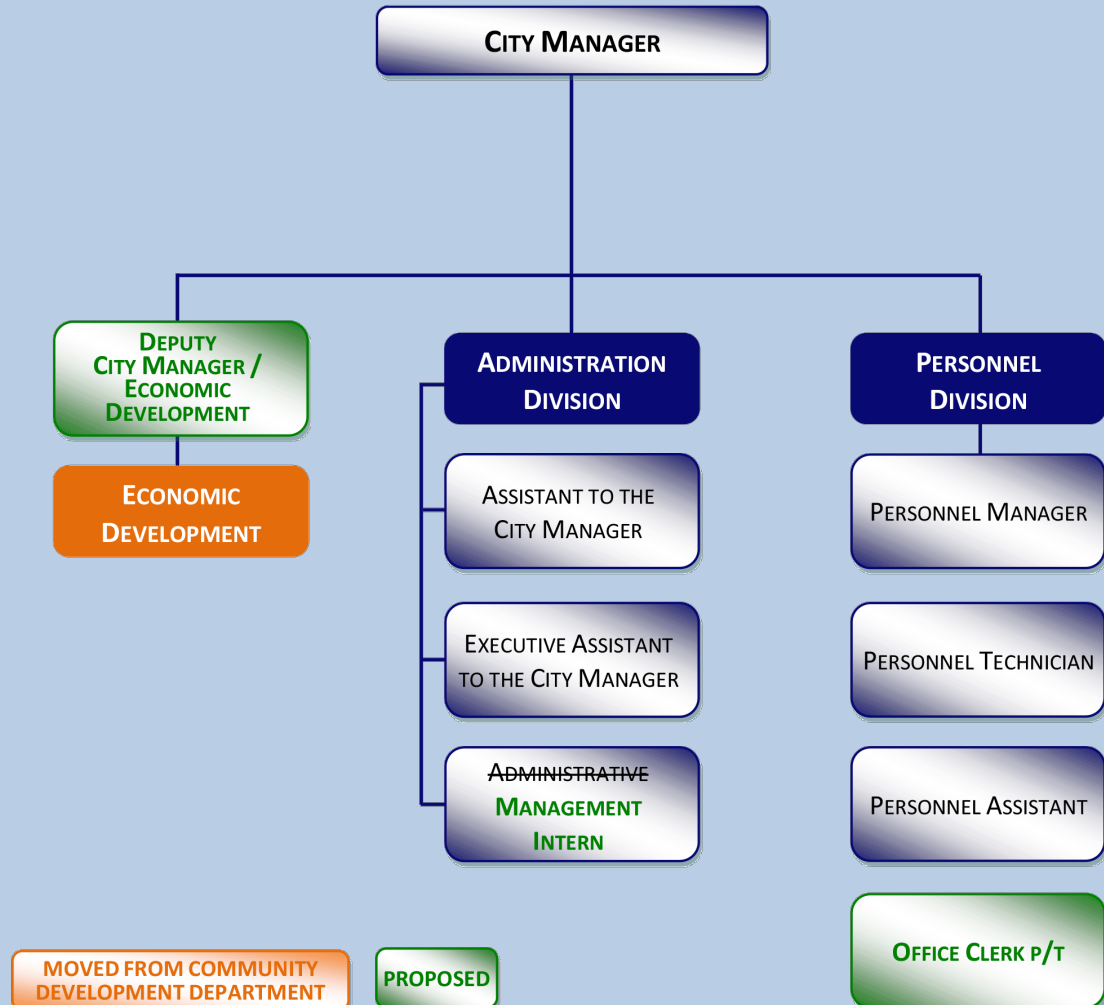 CITY MANAGER
DEPUTY
CITY MANAGER /
ECONOMIC
DEVELOPMENT
ECONOMIC
DEVELOPMENT
ADMINISTRATION
DIVISION
ASSISTANT TO THE
CITY MANAGER
EXECUTIVE ASSISTANT
TO THE CITY MANAGER
ADMINISTRATIVE
MANAGEMENT
INTERN
PERSONNEL
DIVISION
PERSONNEL MANAGER
PERSONNEL TECHNICIAN
PERSONNEL ASSISTANT
OFFICE CLERK P/T
MOVED FROM COMMUNITY
DEVELOPMENT DEPARTMENT
PROPOSED